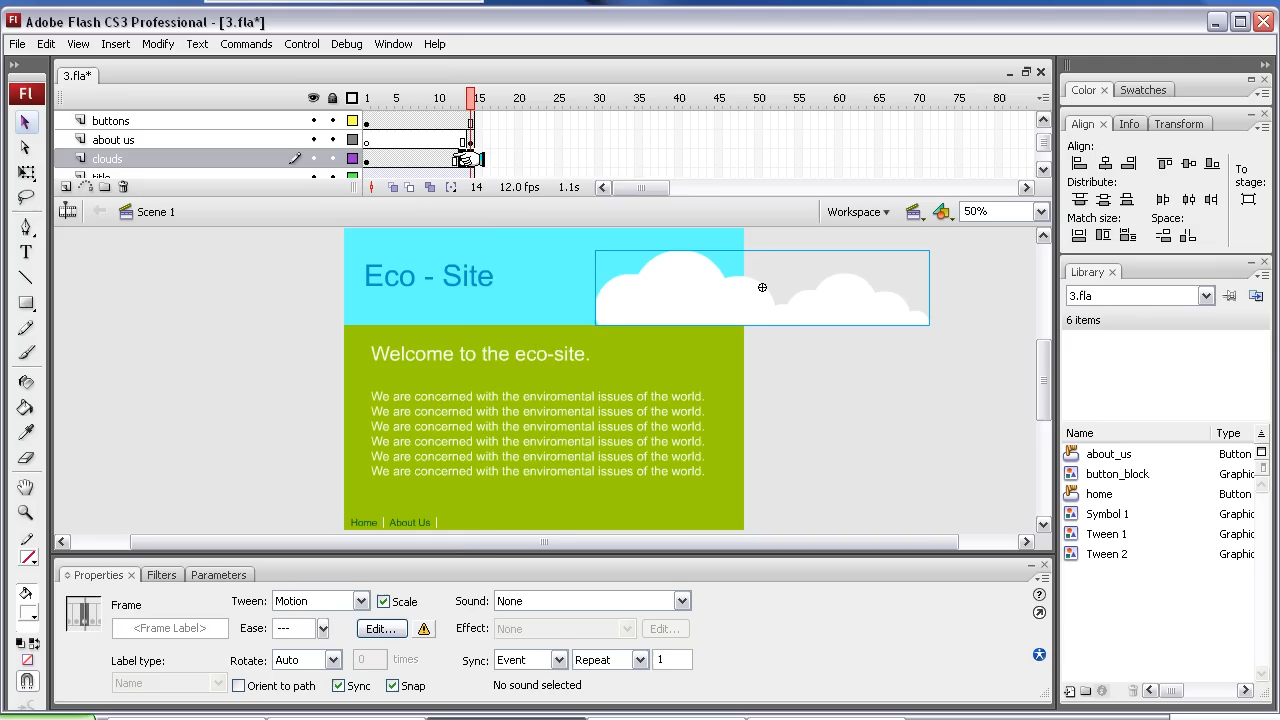 Adobe Flash CS3 Professional - [3.fla*]
File Edit View Insert Modify Text Commands Control Debug Window Help
3.fla*
1 5 10 15 20 25 30 35 40 45 50 55 60 65 70 75 80
buttons
about us
clouds
14 12.0 fps 1.1s
Scene 1
Workspace
50%
Eco - Site
Welcome to the eco-site.
We are concerned with the enviromental issues of the world.
We are concerned with the enviromental issues of the world.
We are concerned with the enviromental issues of the world.
We are concerned with the enviromental issues of the world.
We are concerned with the enviromental issues of the world.
We are concerned with the enviromental issues of the world.
Home About Us
Properties Filters Parameters
Frame
<Frame Label>
Label type:
Name
Tween: Motion Scale
Ease: --- Edit...
Rotate: Auto 0 times
Orient to path Sync Snap
Sound: None
Effect: None Edit...
Sync: Event Repeat 1
No sound selected
Fl
Color Swatches
Align Info Transform
Align:
Distribute:
Match size: Space:
To
stage:
Library
3.fla
6 items
Name Type
about_us Button
button_block Graphic
home Button
Symbol 1 Graphic
Tween 1 Graphic
Tween 2 Graphic